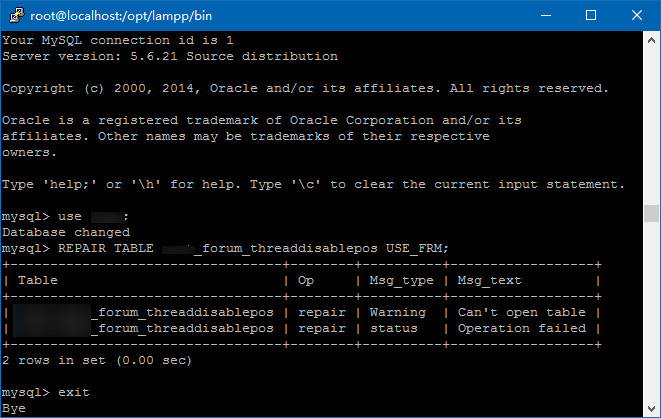 root@localhost:/opt/lampp/bin
Your MySQL connection id is 1
Server version: 5.6.21 Source distribution
Copyright (c) 2000, 2014, Oracle and/or its affiliates. All rights reserved.
Oracle is a registered trademark of Oracle Corporation and/or its
affiliates. Other names may be trademarks of their respective
owners.
Type 'help;' or '\h' for help. Type '\c' to clear the current input statement.
mysql> use ;
Database changed
mysql> REPAIR TABLE _forum_threaddisablepos USE_FRM;
+----------------------------------+--------+----------+------------------+
| Table | Op | Msg_type | Msg_text |
+----------------------------------+--------+----------+------------------+
| _forum_threaddisablepos | repair | Warning | Can't open table |
| _forum_threaddisablepos | repair | status | Operation failed |
+----------------------------------+--------+----------+------------------+
2 rows in set (0.00 sec)
mysql> exit
Bye